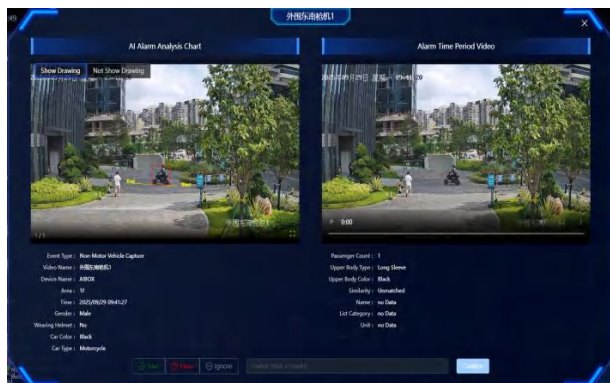 外围东南枪机1
AI Alarm Analysis Chart
Alarm Time Period Video
Show Drawing
Not Show Drawing
1 / 1
0:00
Event Type : Non-Motor Vehicle Capture
Video Name : 外围东南枪机1
Device Name : AIBOX
Area : 1F
Time : 2025/09/29 09:41:27
Gender : Male
Wearing Helmet : No
Car Color : Black
Car Type : Motorcycle
Passenger Count : 1
Upper Body Type : Long Sleeve
Upper Body Color : Black
Similarity : Unmatched
Name : no Data
List Category : no Data
Unit : no Data
Ignore
Confirm